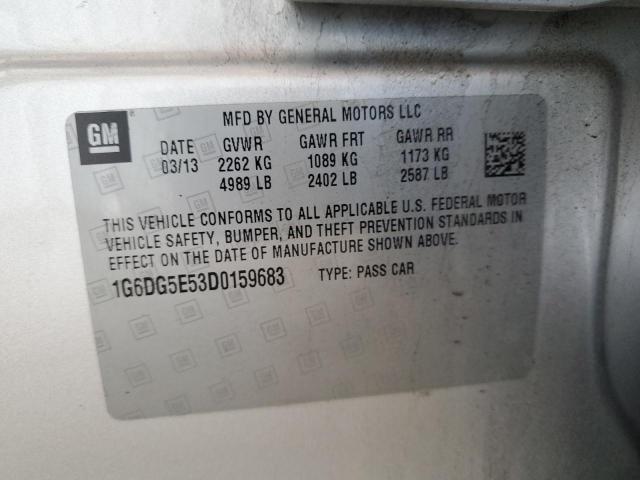 MFD BY GENERAL MOTORS LLC
GM
DATE GVWR GAWR FRT GAWR RR
03/13 2262 KG 1089 KG 1173 KG
4989 LB 2402 LB 2587 LB
THIS VEHICLE CONFORMS TO ALL APPLICABLE U.S. FEDERAL MOTOR
VEHICLE SAFETY, BUMPER, AND THEFT PREVENTION STANDARDS IN
EFFECT ON THE DATE OF MANUFACTURE SHOWN ABOVE.
1G6DG5E53D0159683 TYPE: PASS CAR